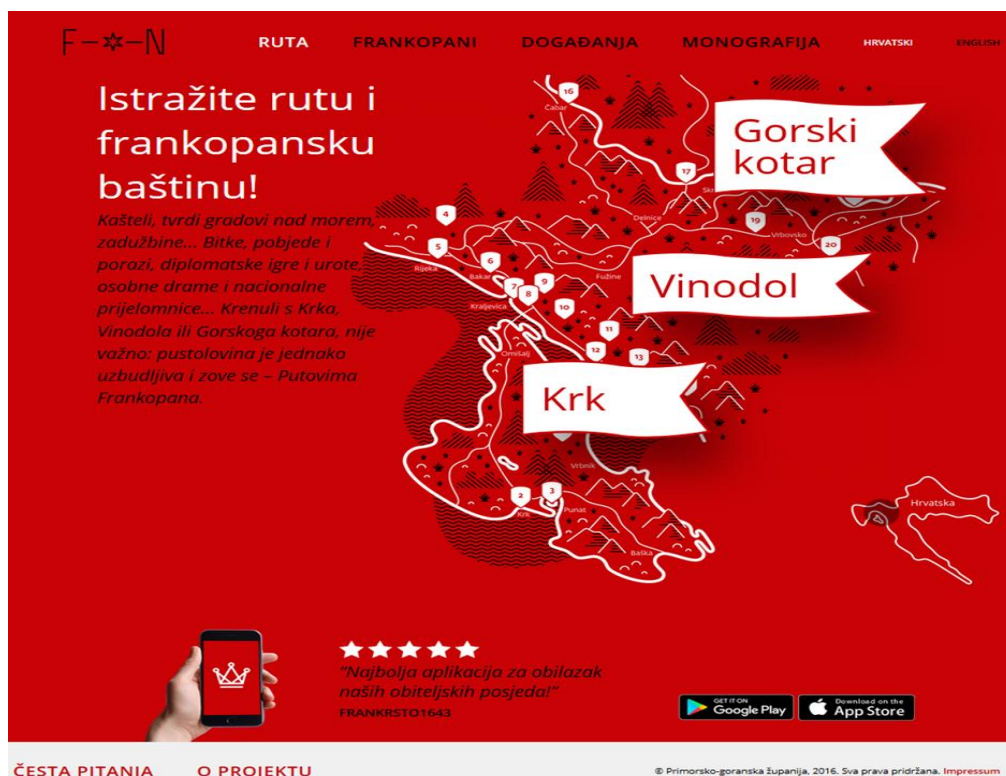 F N
RUTA FRANKOPANI DOGAĐANJA MONOGRAFIJA HRVATSKI ENGLISH
Istražite rutu i
frankopansku
baštinu!
Kašteli, tvrdi gradovi nad morem,
zadužbine... Bitke, pobjede i
porazi, diplomatske igre i urote,
osobne drame i nacionalne
prijelomnice... Krenuli s Krka,
Vinodola ili Gorskoga kotara, nije
važno: pustolovina je jednako
uzbudljiva i zove se – Putovima
Frankopana.
16
Čabar
Gorski
kotar
17
Delnice
19
Vrbovsko
20
4
5
Rijeka
6
Bakar
7
8
9
Kraljevica
10
Fužine
Vinodol
11
12
13
Omišalj
Krk
Vrbnik
2
3
Krk
Punat
Baška
Hrvatska
"Najbolja aplikacija za obilazak
naših obiteljskih posjeda!"
FRANKRSTO1643
GET IT ON
Google Play
Download on the
App Store
ČESTA PITANJA O PROJEKTU
© Primorsko-goranska županija, 2016. Sva prava pridržana. Impressum